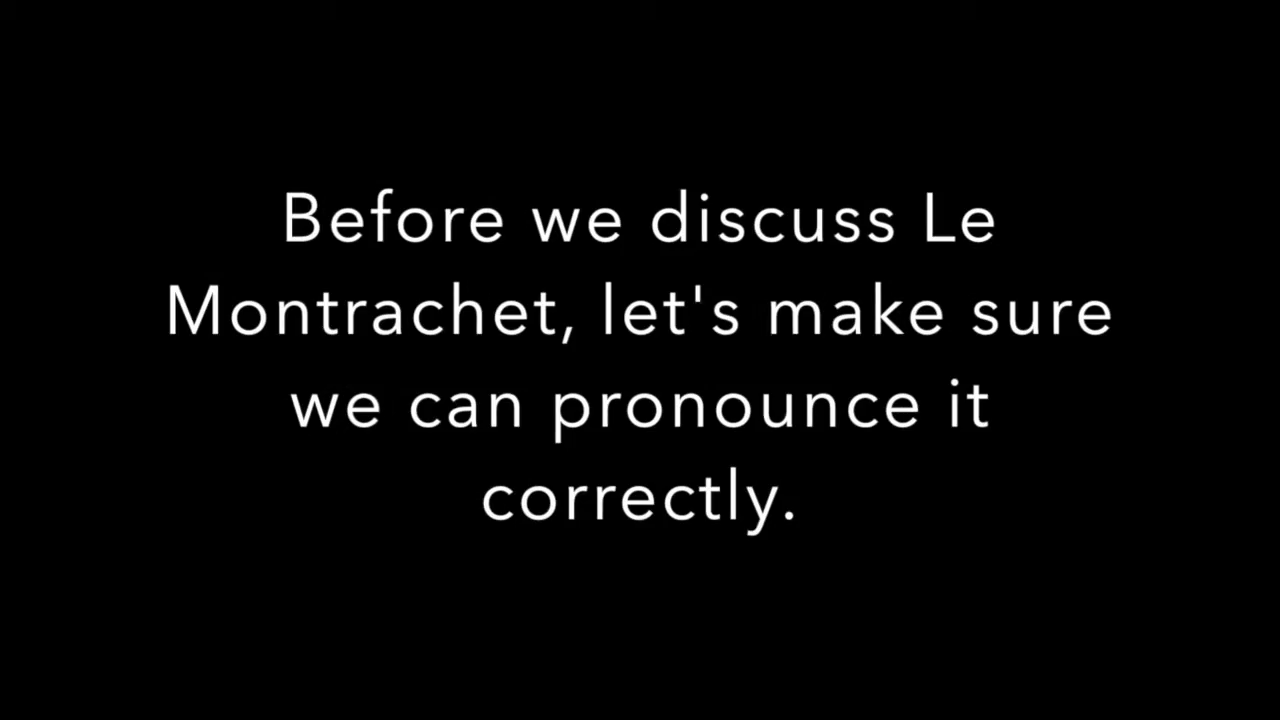 Before we discuss Le
Montrachet, let's make sure
we can pronounce it
correctly.